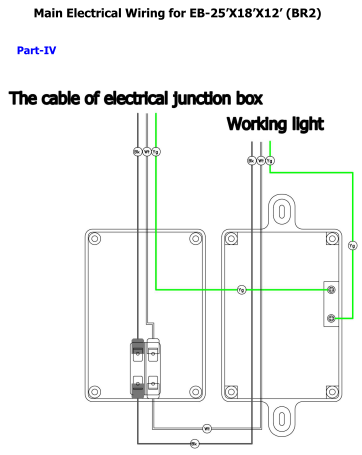 Main Electrical Wiring for EB-25’X18’X12’ (BR2)
Part-IV
The cable of electrical junction box
Working light
Bk Wt Yg
Bk Wt Yg
Yg
Yg
Wt
Bk